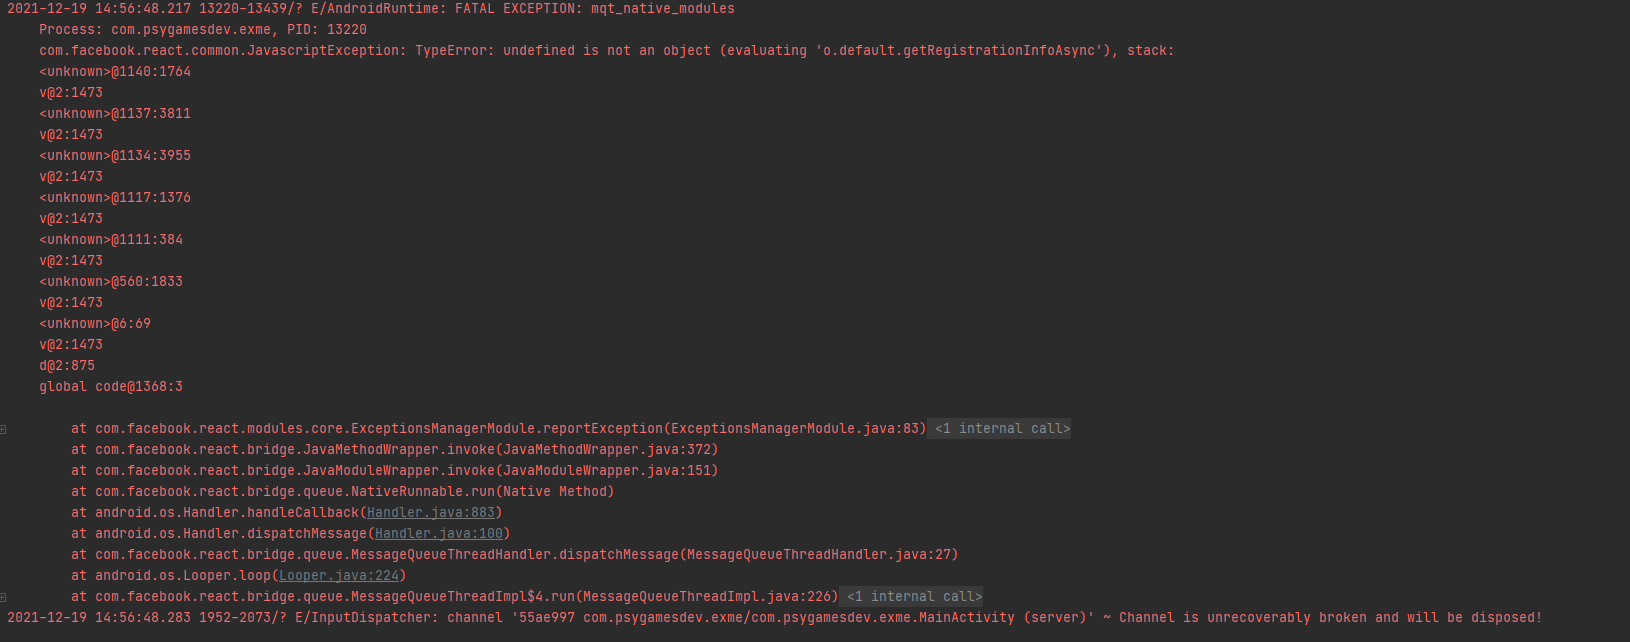 2021-12-19 14:56:48.217 13220-13439/? E/AndroidRuntime: FATAL EXCEPTION: mqt_native_modules
Process: com.psygamesdev.exme, PID: 13220
com.facebook.react.common.JavascriptException: TypeError: undefined is not an object (evaluating 'o.default.getRegistrationInfoAsync'), stack:
<unknown>@1140:1764
v@2:1473
<unknown>@1137:3811
v@2:1473
<unknown>@1134:3955
v@2:1473
<unknown>@1117:1376
v@2:1473
<unknown>@1111:384
v@2:1473
<unknown>@560:1833
v@2:1473
<unknown>@6:69
v@2:1473
d@2:875
global code@1368:3
at com.facebook.react.modules.core.ExceptionsManagerModule.reportException(ExceptionsManagerModule.java:83) <1 internal call>
at com.facebook.react.bridge.JavaMethodWrapper.invoke(JavaMethodWrapper.java:372)
at com.facebook.react.bridge.JavaModuleWrapper.invoke(JavaModuleWrapper.java:151)
at com.facebook.react.bridge.queue.NativeRunnable.run(Native Method)
at android.os.Handler.handleCallback(Handler.java:883)
at android.os.Handler.dispatchMessage(Handler.java:100)
at com.facebook.react.bridge.queue.MessageQueueThreadHandler.dispatchMessage(MessageQueueThreadHandler.java:27)
at android.os.Looper.loop(Looper.java:224)
at com.facebook.react.bridge.queue.MessageQueueThreadImpl$4.run(MessageQueueThreadImpl.java:226) <1 internal call>
2021-12-19 14:56:48.283 1952-2073/? E/InputDispatcher: channel '55ae997 com.psygamesdev.exme/com.psygamesdev.exme.MainActivity (server)' ~ Channel is unrecoverably broken and will be disposed!